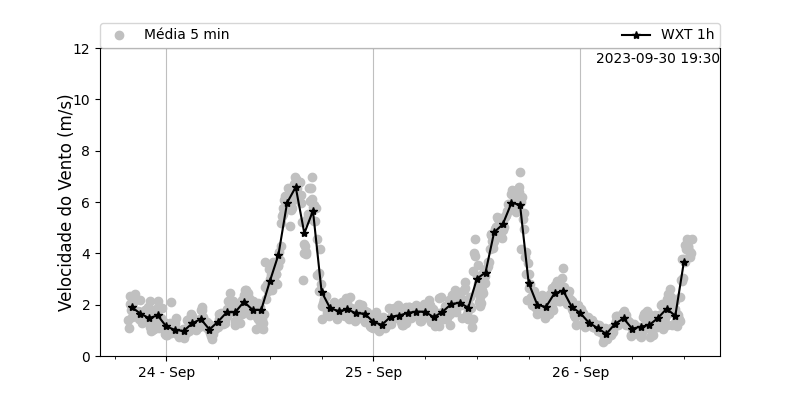 Média 5 min
WXT 1h
2023-09-30 19:30
Velocidade do Vento (m/s)
12
10
8
6
4
2
0
24 - Sep
25 - Sep
26 - Sep